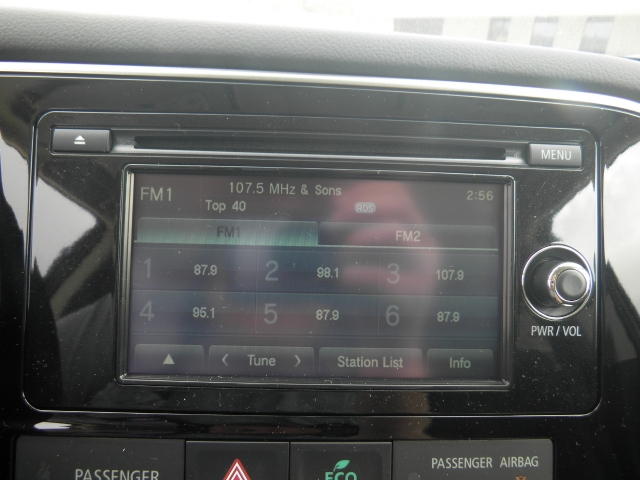 MENU
FM1 107.5 MHz & Sons 2:56
Top 40 RDS
FM1 FM2
1 87.9 2 98.1 3 107.9
4 95.1 5 87.9 6 87.9
Tune Station List Info
PWR / VOL
PASSENGER ECO PASSENGER AIRBAG